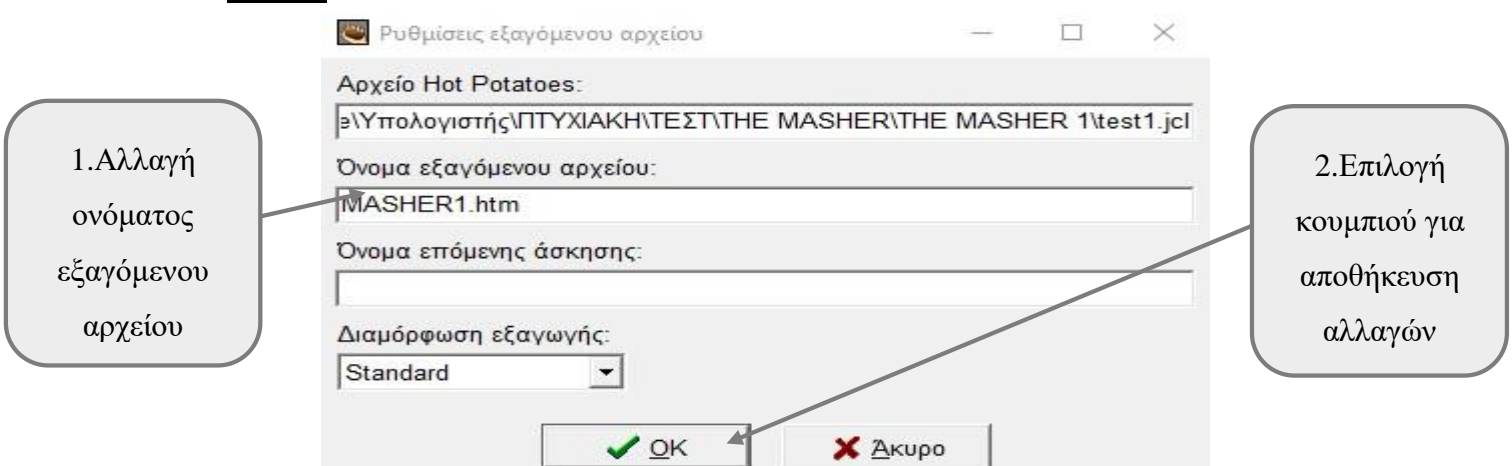 Ρυθμίσεις εξαγόμενου αρχείου
Αρχείο Hot Potatoes:
e\Υπολογιστής\ΠΤΥΧΙΑΚΗ\ΤΕΣΤ\THE MASHER\THE MASHER 1\test1.jcl
Όνομα εξαγόμενου αρχείου:
MASHER1.htm
Όνομα επόμενης άσκησης:
Διαμόρφωση εξαγωγής:
Standard
OK
Άκυρο
1.Αλλαγή
ονόματος
εξαγόμενου
αρχείου
2.Επιλογή
κουμπιού για
αποθήκευση
αλλαγών